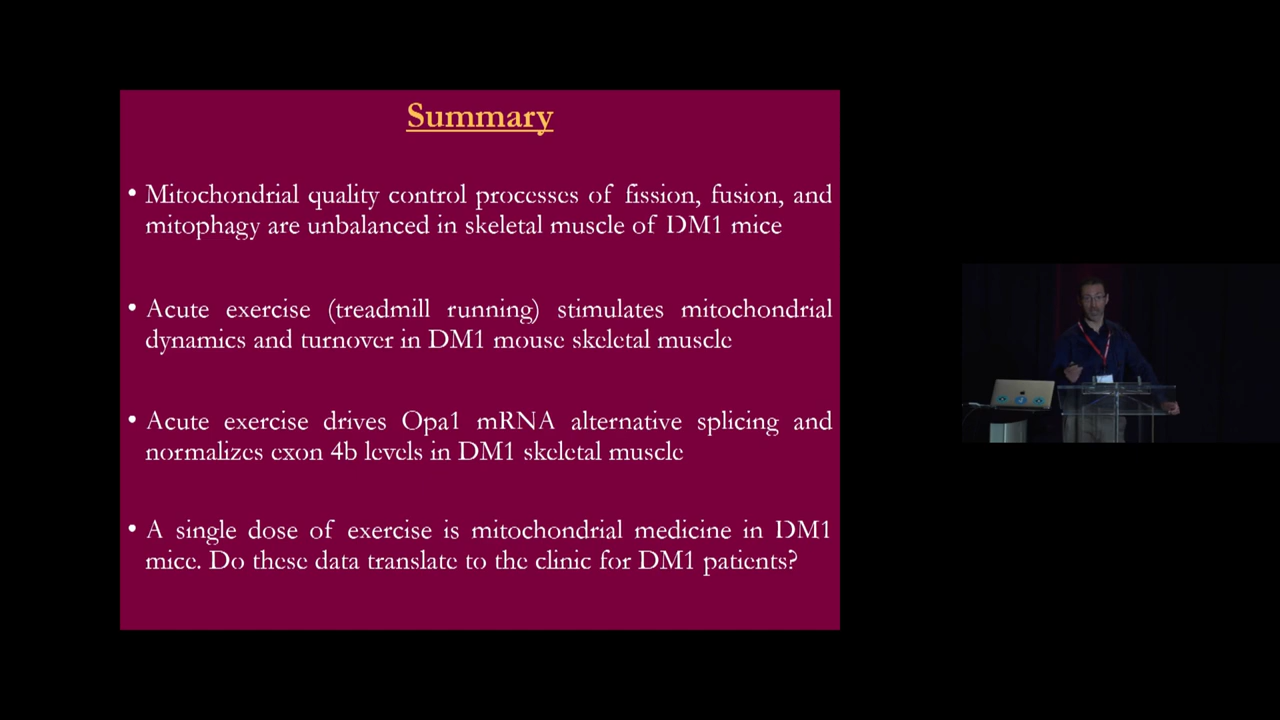 Summary
• Mitochondrial quality control processes of fission, fusion, and
mitophagy are unbalanced in skeletal muscle of DM1 mice
• Acute exercise (treadmill running) stimulates mitochondrial
dynamics and turnover in DM1 mouse skeletal muscle
• Acute exercise drives Opa1 mRNA alternative splicing and
normalizes exon 4b levels in DM1 skeletal muscle
• A single dose of exercise is mitochondrial medicine in DM1
mice. Do these data translate to the clinic for DM1 patients?